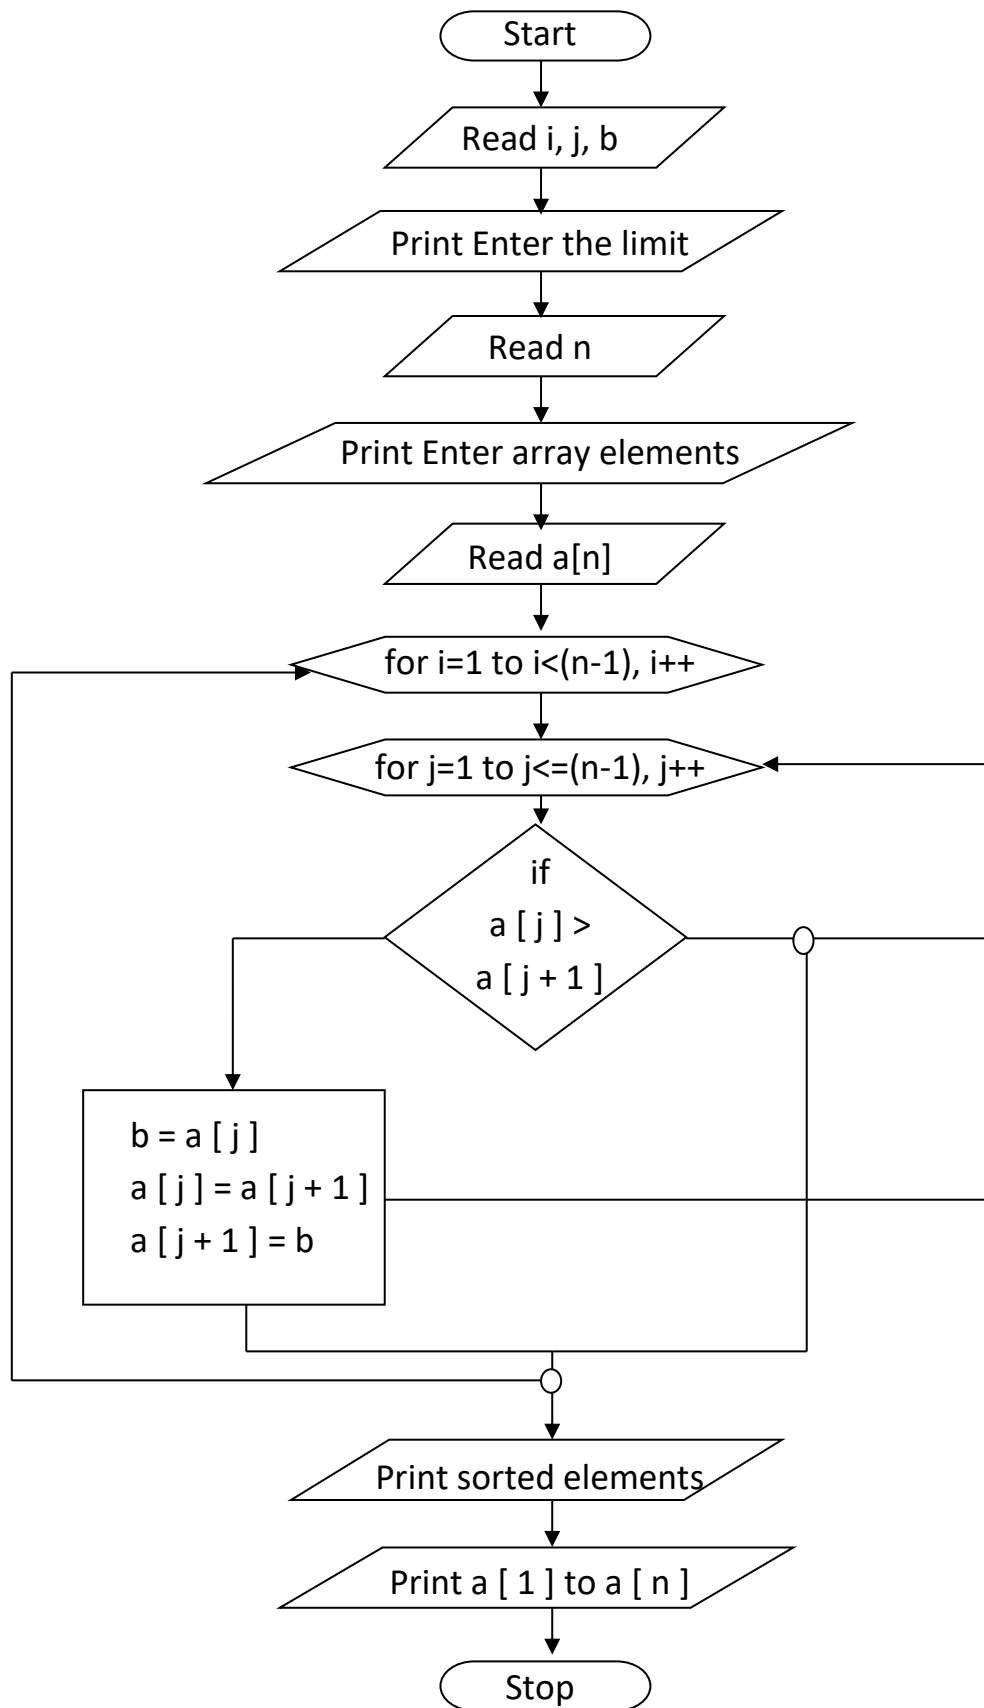 Start
Read i, j, b
Print Enter the limit
Read n
Print Enter array elements
Read a[n]
for i=1 to i<(n-1), i++
for j=1 to j<=(n-1), j++
if
a [ j ] >
a [ j + 1 ]
b = a [ j ]
a [ j ] = a [ j + 1 ]
a [ j + 1 ] = b
Print sorted elements
Print a [ 1 ] to a [ n ]
Stop